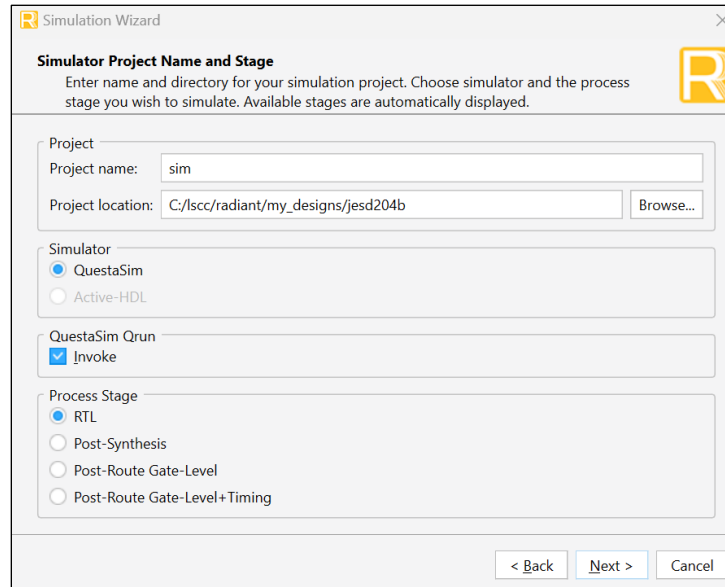 Simulation Wizard
Simulator Project Name and Stage
Enter name and directory for your simulation project. Choose simulator and the process
stage you wish to simulate. Available stages are automatically displayed.
Project
Project name: sim
Project location: C:/lscc/radiant/my_designs/jesd204b Browse...
Simulator
QuestaSim
Active-HDL
QuestaSim Qrun
Invoke
Process Stage
RTL
Post-Synthesis
Post-Route Gate-Level
Post-Route Gate-Level+Timing
< Back Next > Cancel